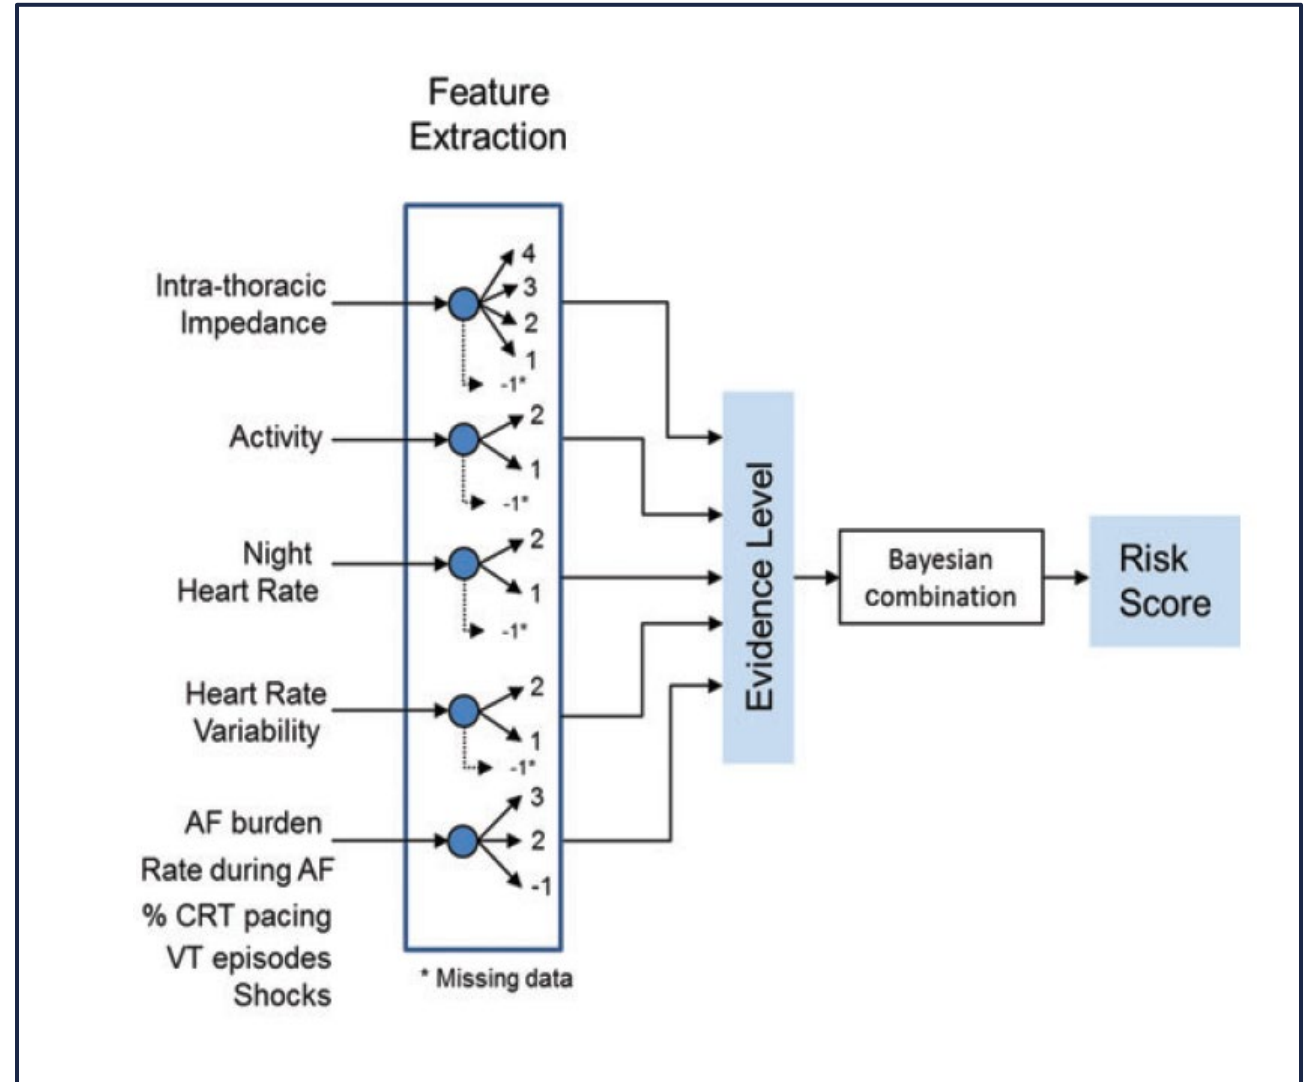 Feature
Extraction
Intra-thoracic
Impedance
4
3
2
1
-1*
Activity
2
1
-1*
Night
Heart Rate
2
1
-1*
Heart Rate
Variability
2
1
-1*
AF burden
Rate during AF
% CRT pacing
VT episodes
Shocks
3
2
-1
* Missing data
Evidence Level
Bayesian
combination
Risk
Score